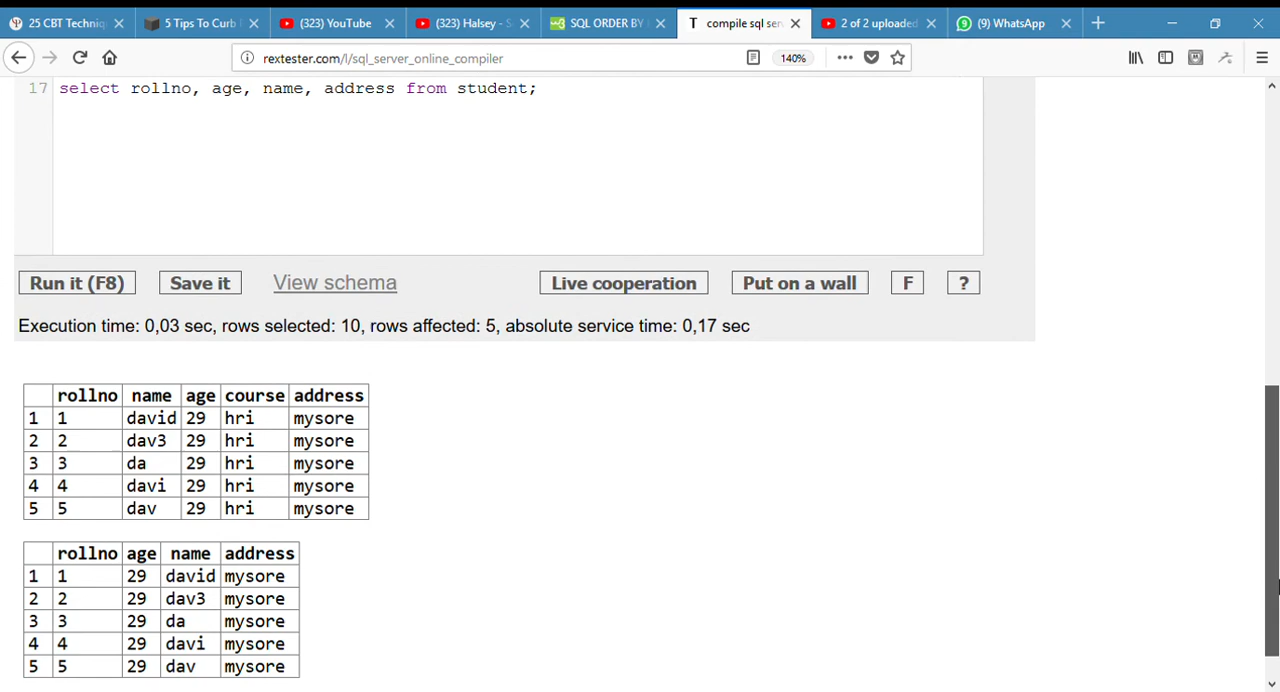 25 CBT Techniq
5 Tips To Curb
(323) YouTube
(323) Halsey - S
SQL ORDER BY
compile sql ser
2 of 2 uploaded
(9) WhatsApp
rextester.com/l/sql_server_online_compiler
140%
17 select rollno, age, name, address from student;
Run it (F8) Save it View schema Live cooperation Put on a wall F ?
Execution time: 0,03 sec, rows selected: 10, rows affected: 5, absolute service time: 0,17 sec
rollno name age course address
1 1 david 29 hri mysore
2 2 dav3 29 hri mysore
3 3 da 29 hri mysore
4 4 davi 29 hri mysore
5 5 dav 29 hri mysore
rollno age name address
1 1 29 david mysore
2 2 29 dav3 mysore
3 3 29 da mysore
4 4 29 davi mysore
5 5 29 dav mysore